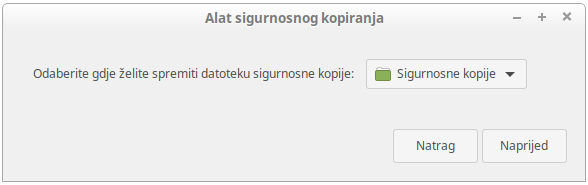 Alat sigurnosnog kopiranja
Odaberite gdje želite spremiti datoteku sigurnosne kopije: Sigurnosne kopije
Natrag Naprijed